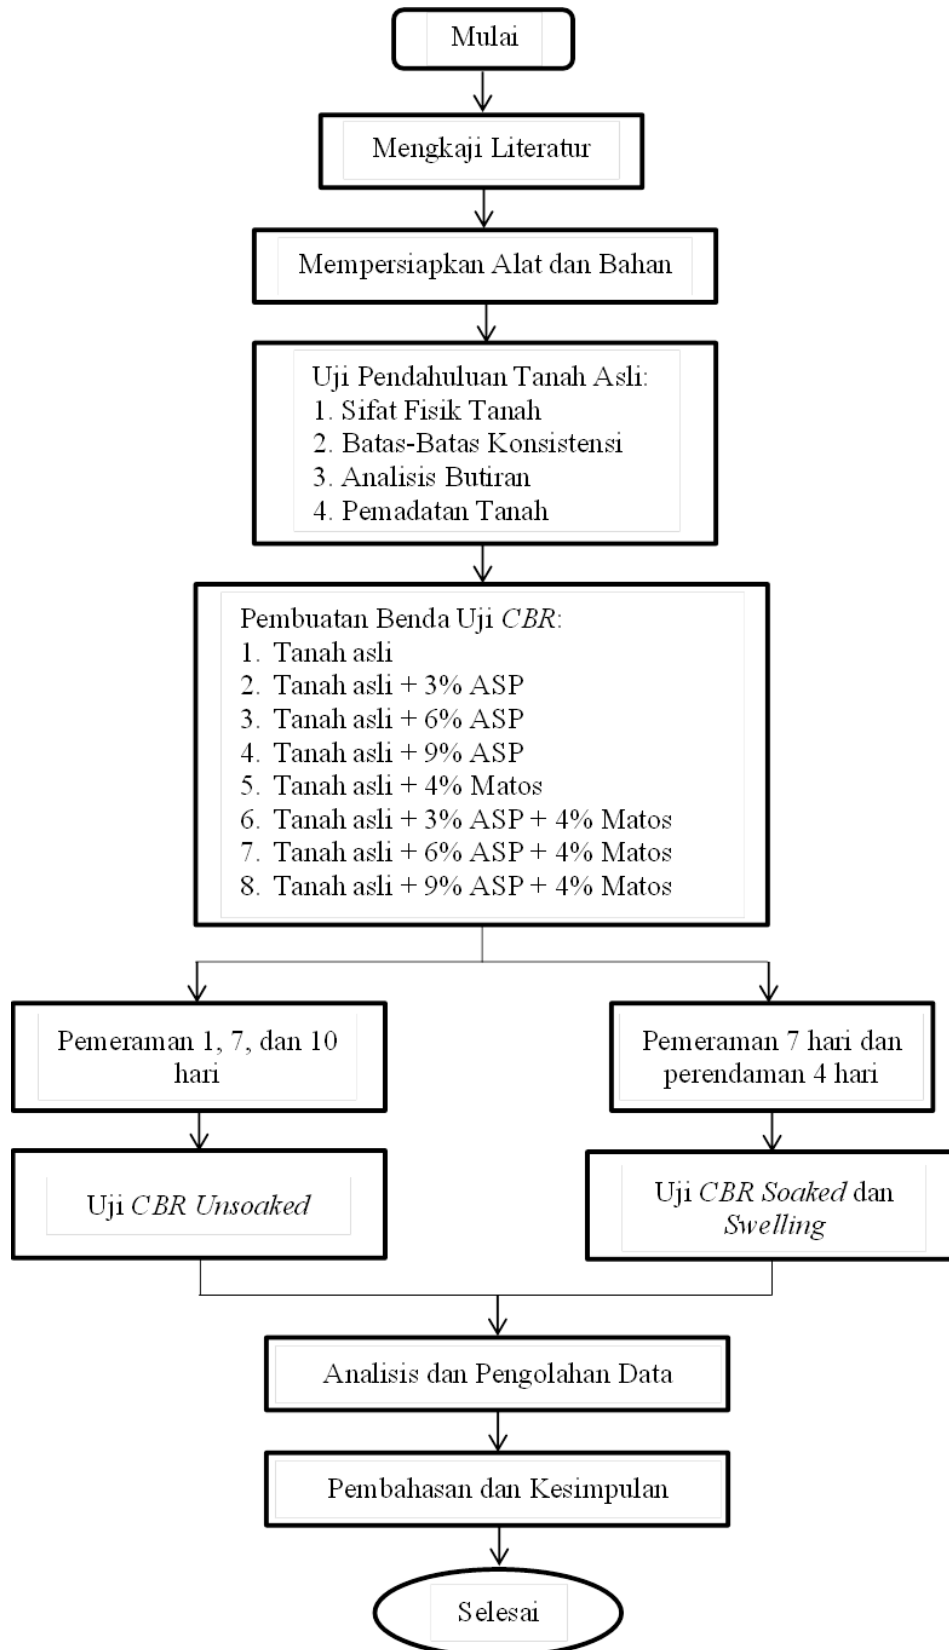 Mulai
Mengkaji Literatur
Mempersiapkan Alat dan Bahan
Uji Pendahuluan Tanah Asli:
1. Sifat Fisik Tanah
2. Batas-Batas Konsistensi
3. Analisis Butiran
4. Pemadatan Tanah
Pembuatan Benda Uji CBR:
1. Tanah asli
2. Tanah asli + 3% ASP
3. Tanah asli + 6% ASP
4. Tanah asli + 9% ASP
5. Tanah asli + 4% Matos
6. Tanah asli + 3% ASP + 4% Matos
7. Tanah asli + 6% ASP + 4% Matos
8. Tanah asli + 9% ASP + 4% Matos
Pemeraman 1, 7, dan 10
hari
Pemeraman 7 hari dan
perendaman 4 hari
Uji CBR Unsoaked
Uji CBR Soaked dan
Swelling
Analisis dan Pengolahan Data
Pembahasan dan Kesimpulan
Selesai